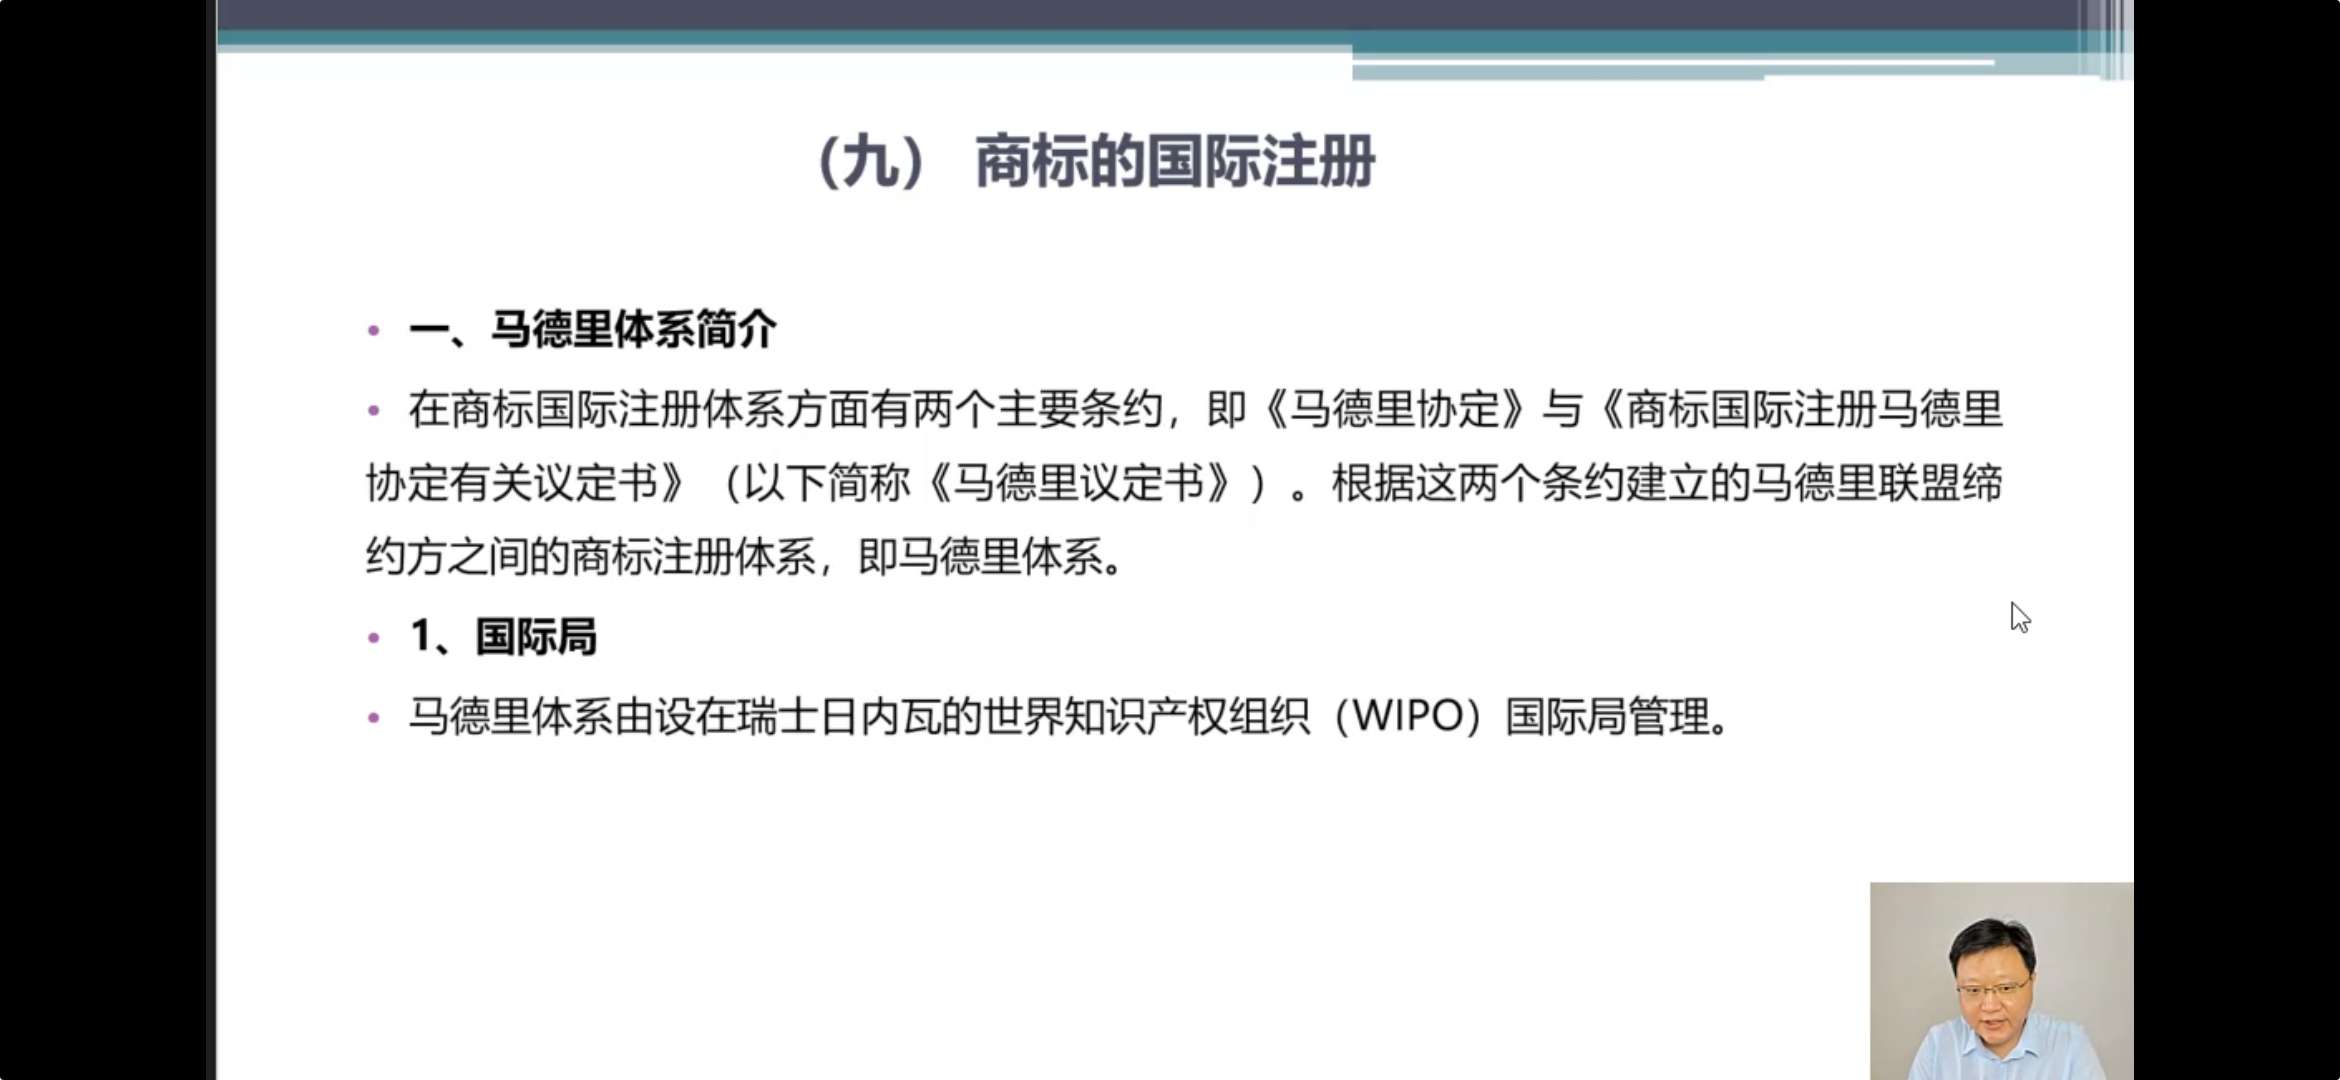 （九） 商标的国际注册
• 一、马德里体系简介
• 在商标国际注册体系方面有两个主要条约，即《马德里协定》与《商标国际注册马德里
协定有关议定书》（以下简称《马德里议定书》）。根据这两个条约建立的马德里联盟缔
约方之间的商标注册体系，即马德里体系。
• 1、国际局
• 马德里体系由设在瑞士日内瓦的世界知识产权组织（WIPO）国际局管理。